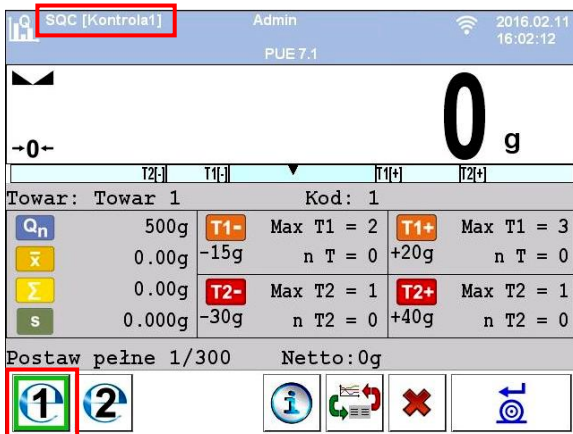 SQC [Kontrola1] Admin 2016.02.11
16:02:12
PUE 7.1
0 g
→0←
T2[-] T1[-] T1[+] T2[+]
Towar: Towar 1 Kod: 1
Qn 500g T1- Max T1 = 2 T1+ Max T1 = 3
x̄ 0.00g -15g n T = 0 +20g n T = 0
Σ 0.00g T2- Max T2 = 1 T2+ Max T2 = 1
s 0.000g -30g n T2 = 0 +40g n T2 = 0
Postaw pełne 1/300 Netto:0g
1 2 i